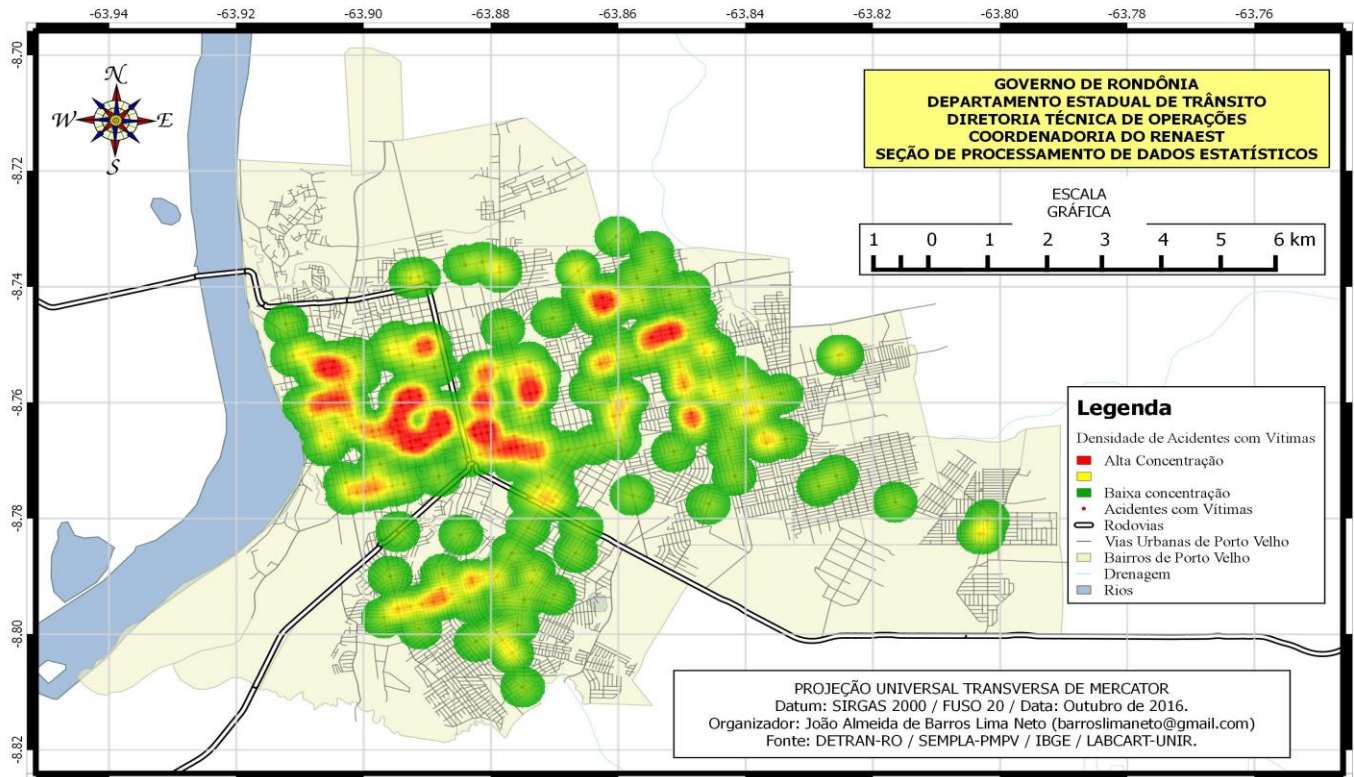 -63.94 -63.92 -63.90 -63.88 -63.86 -63.84 -63.82 -63.80 -63.78 -63.76
-8.70
-8.72
-8.74
-8.76
-8.78
-8.80
-8.82
N
W E
S
GOVERNO DE RONDÔNIA
DEPARTAMENTO ESTADUAL DE TRÂNSITO
DIRETORIA TÉCNICA DE OPERAÇÕES
COORDENADORIA DO RENAEST
SEÇÃO DE PROCESSAMENTO DE DADOS ESTATÍSTICOS
ESCALA
GRÁFICA
1 0 1 2 3 4 5 6 km
Legenda
Densidade de Acidentes com Vitimas
Alta Concentração
Baixa concentração
Acidentes com Vítimas
Rodovias
Vias Urbanas de Porto Velho
Bairros de Porto Velho
Drenagem
Rios
PROJEÇÃO UNIVERSAL TRANSVERSA DE MERCATOR
Datum: SIRGAS 2000 / FUSO 20 / Data: Outubro de 2016.
Organizador: João Almeida de Barros Lima Neto (barroslimaneto@gmail.com)
Fonte: DETRAN-RO / SEMPLA-PMPV / IBGE / LABCART-UNIR.